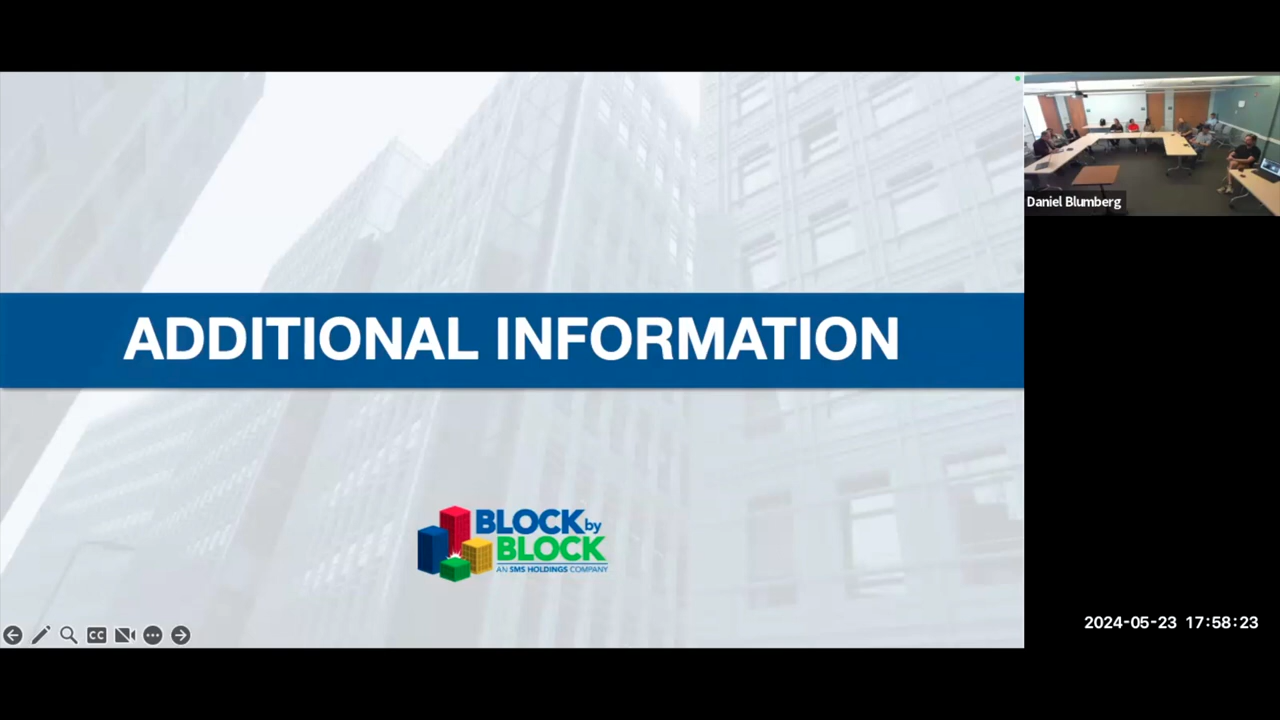 Daniel Blumberg
ADDITIONAL INFORMATION
BLOCK by
BLOCK
AN SMS HOLDINGS COMPANY
CC
2024-05-23 17:58:23